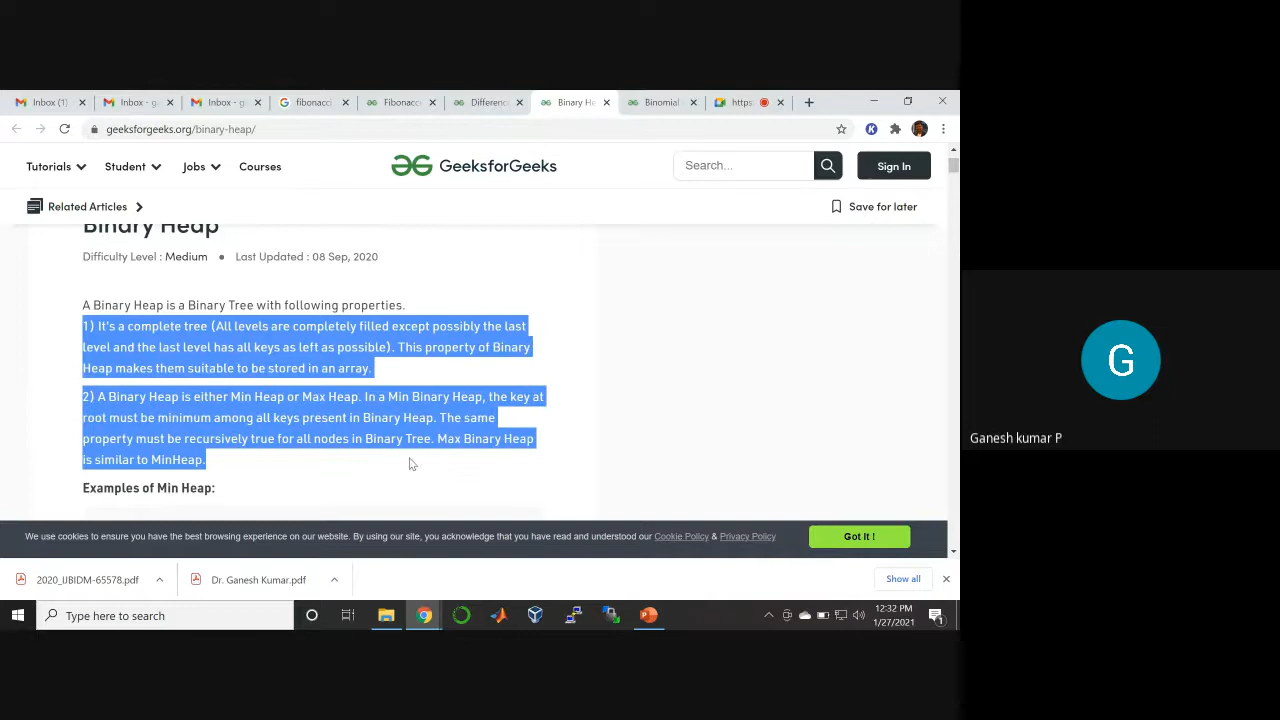 Inbox (1)
Inbox - g
Inbox - g
fibonacci
Fibonacc
Differenc
Binary He
Binomial
https:
geeksforgeeks.org/binary-heap/
K
Tutorials
Student
Jobs
Courses
GeeksforGeeks
Search...
Sign In
Related Articles
Save for later
Binary Heap
Difficulty Level : Medium
Last Updated : 08 Sep, 2020
A Binary Heap is a Binary Tree with following properties.
1) It's a complete tree (All levels are completely filled except possibly the last
level and the last level has all keys as left as possible). This property of Binary
Heap makes them suitable to be stored in an array.
2) A Binary Heap is either Min Heap or Max Heap. In a Min Binary Heap, the key at
root must be minimum among all keys present in Binary Heap. The same
property must be recursively true for all nodes in Binary Tree. Max Binary Heap
is similar to MinHeap.
Examples of Min Heap:
G
Ganesh kumar P
We use cookies to ensure you have the best browsing experience on our website. By using our site, you acknowledge that you have read and understood our Cookie Policy & Privacy Policy
Got It !
2020_IJBIDM-65578.pdf
Dr. Ganesh Kumar.pdf
Show all
Type here to search
12:32 PM
1/27/2021